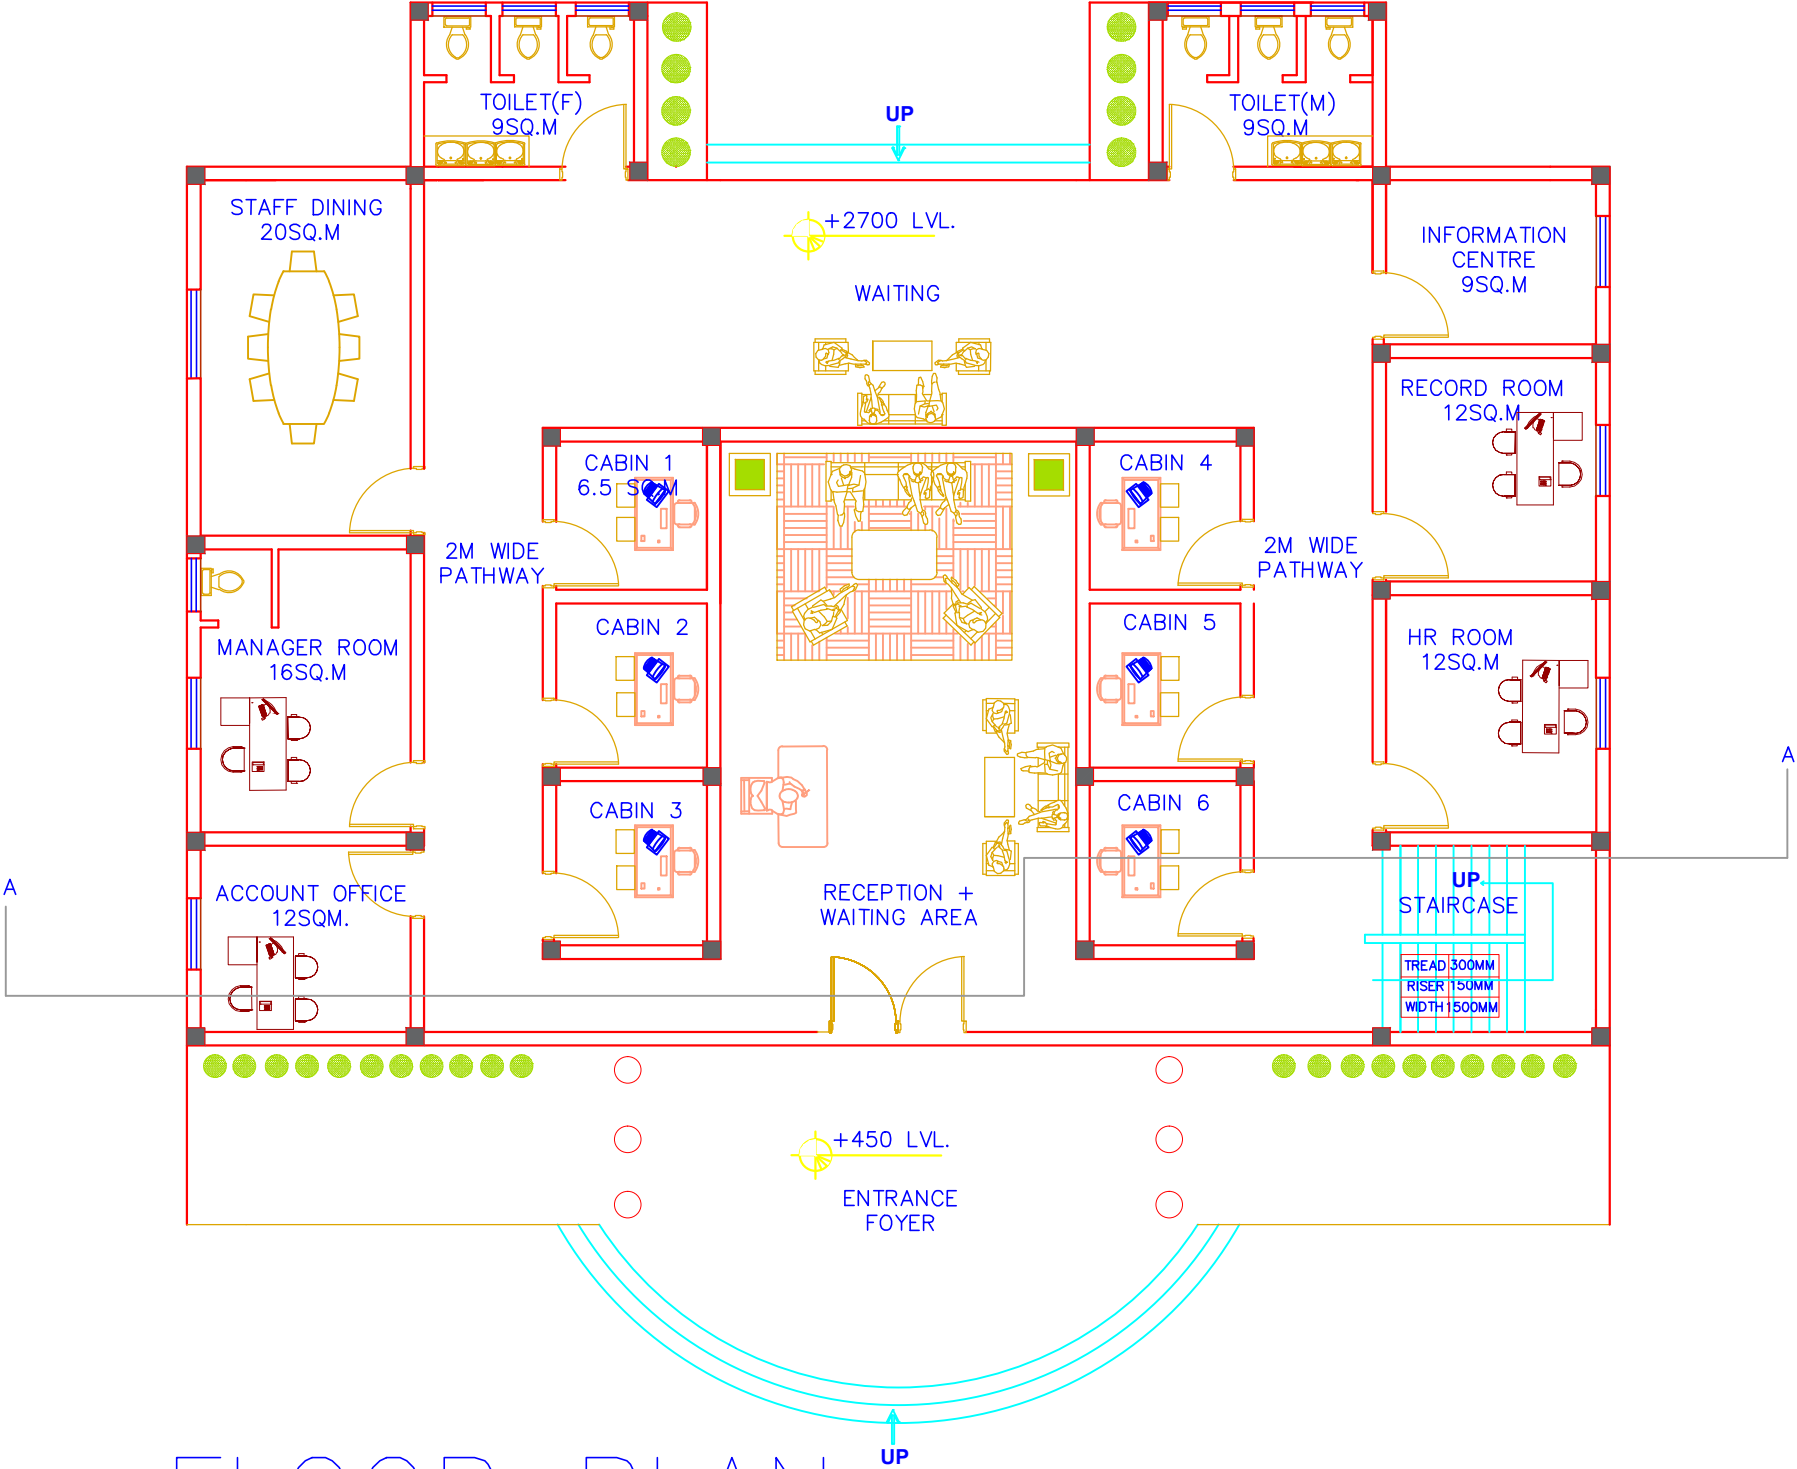 UP
TOILET(F)
9SQ.M
TOILET(M)
9SQ.M
STAFF DINING
20SQ.M
+2700 LVL.
WAITING
INFORMATION
CENTRE
9SQ.M
RECORD ROOM
12SQ.M
CABIN 1
6.5 SQ.M
CABIN 4
2M WIDE
PATHWAY
2M WIDE
PATHWAY
MANAGER ROOM
16SQ.M
CABIN 2
CABIN 5
HR ROOM
12SQ.M
A
CABIN 3
CABIN 6
A
ACCOUNT OFFICE
12SQM.
RECEPTION +
WAITING AREA
UP
STAIRCASE
TREAD 300MM
RISER 150MM
WIDTH 1500MM
+450 LVL.
ENTRANCE
FOYER
UP
FLOOR PLAN